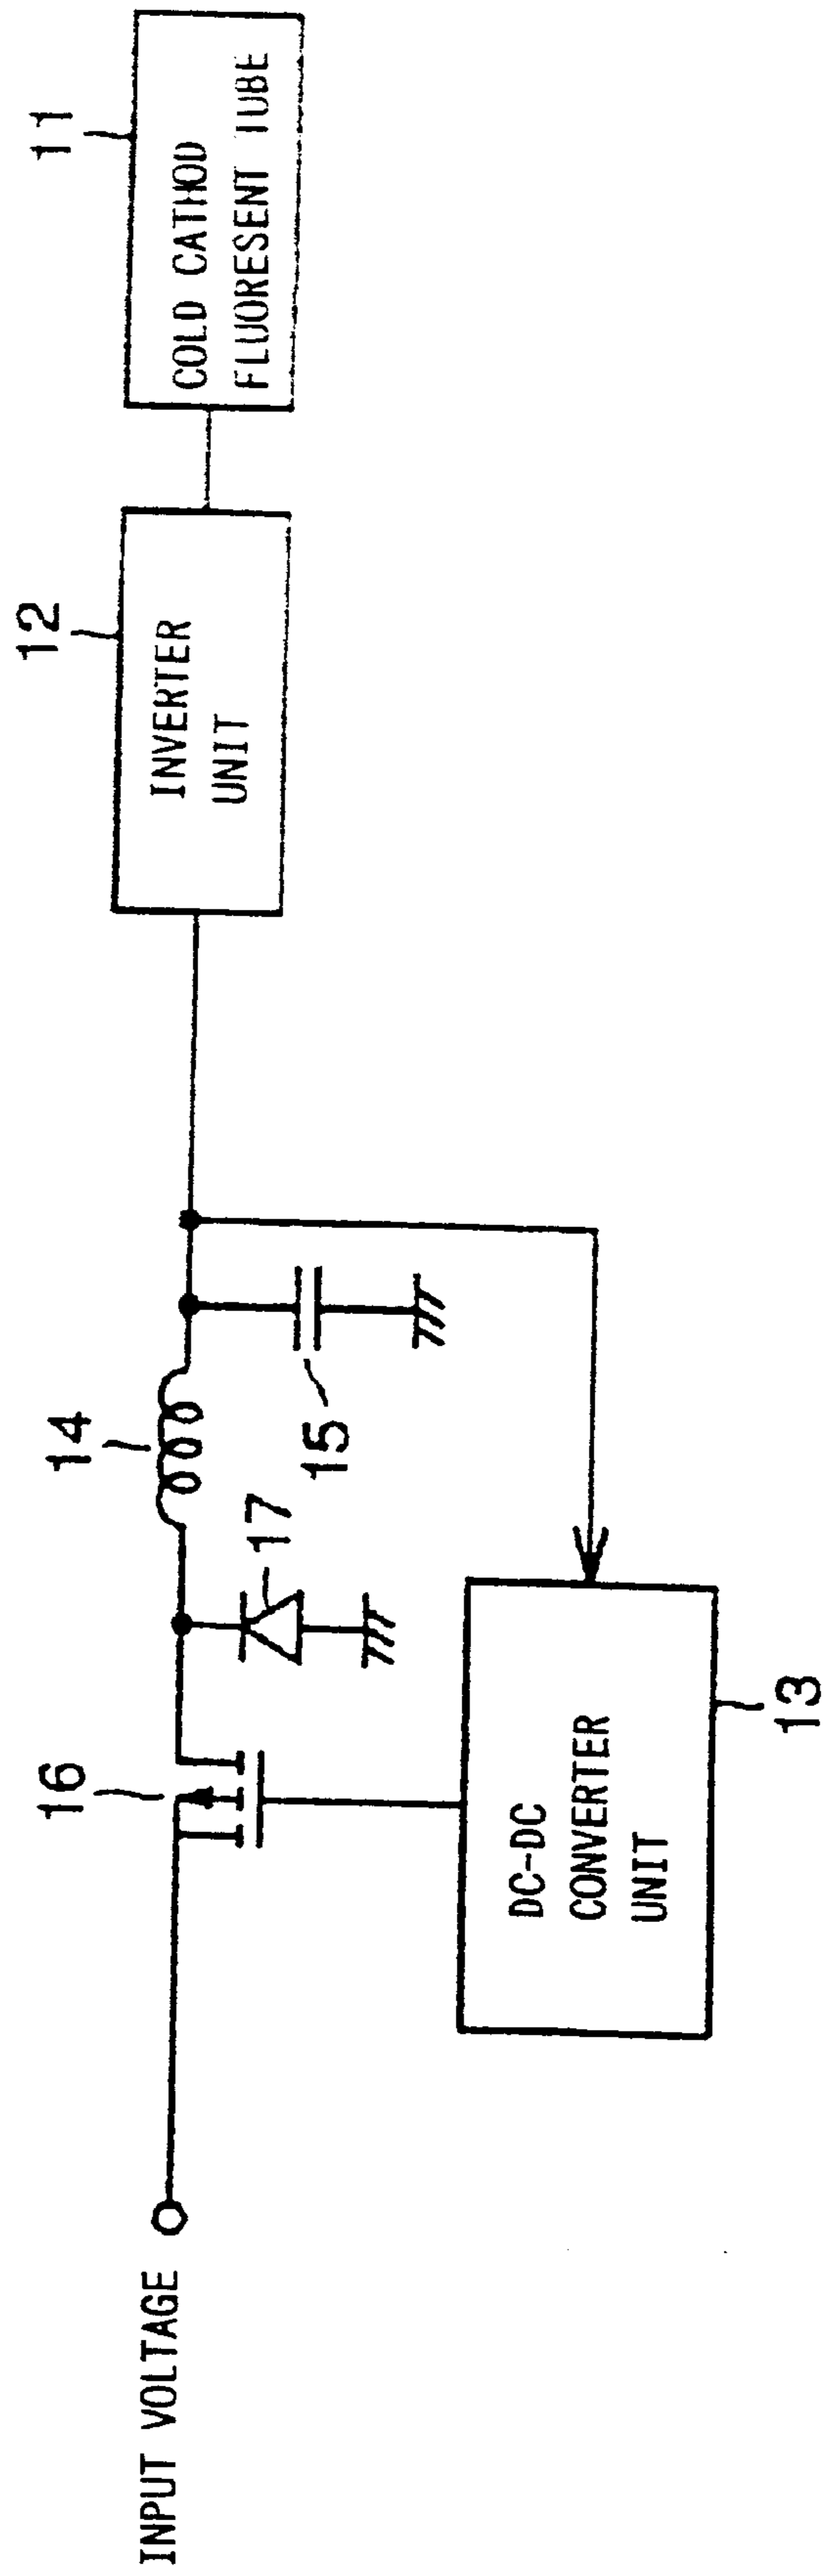 INPUT VOLTAGE
16
17
14
15
DC-DC
CONVERTER
UNIT
13
12
INVERTER
UNIT
11
COLD CATHOD
FLUORESENT TUBE